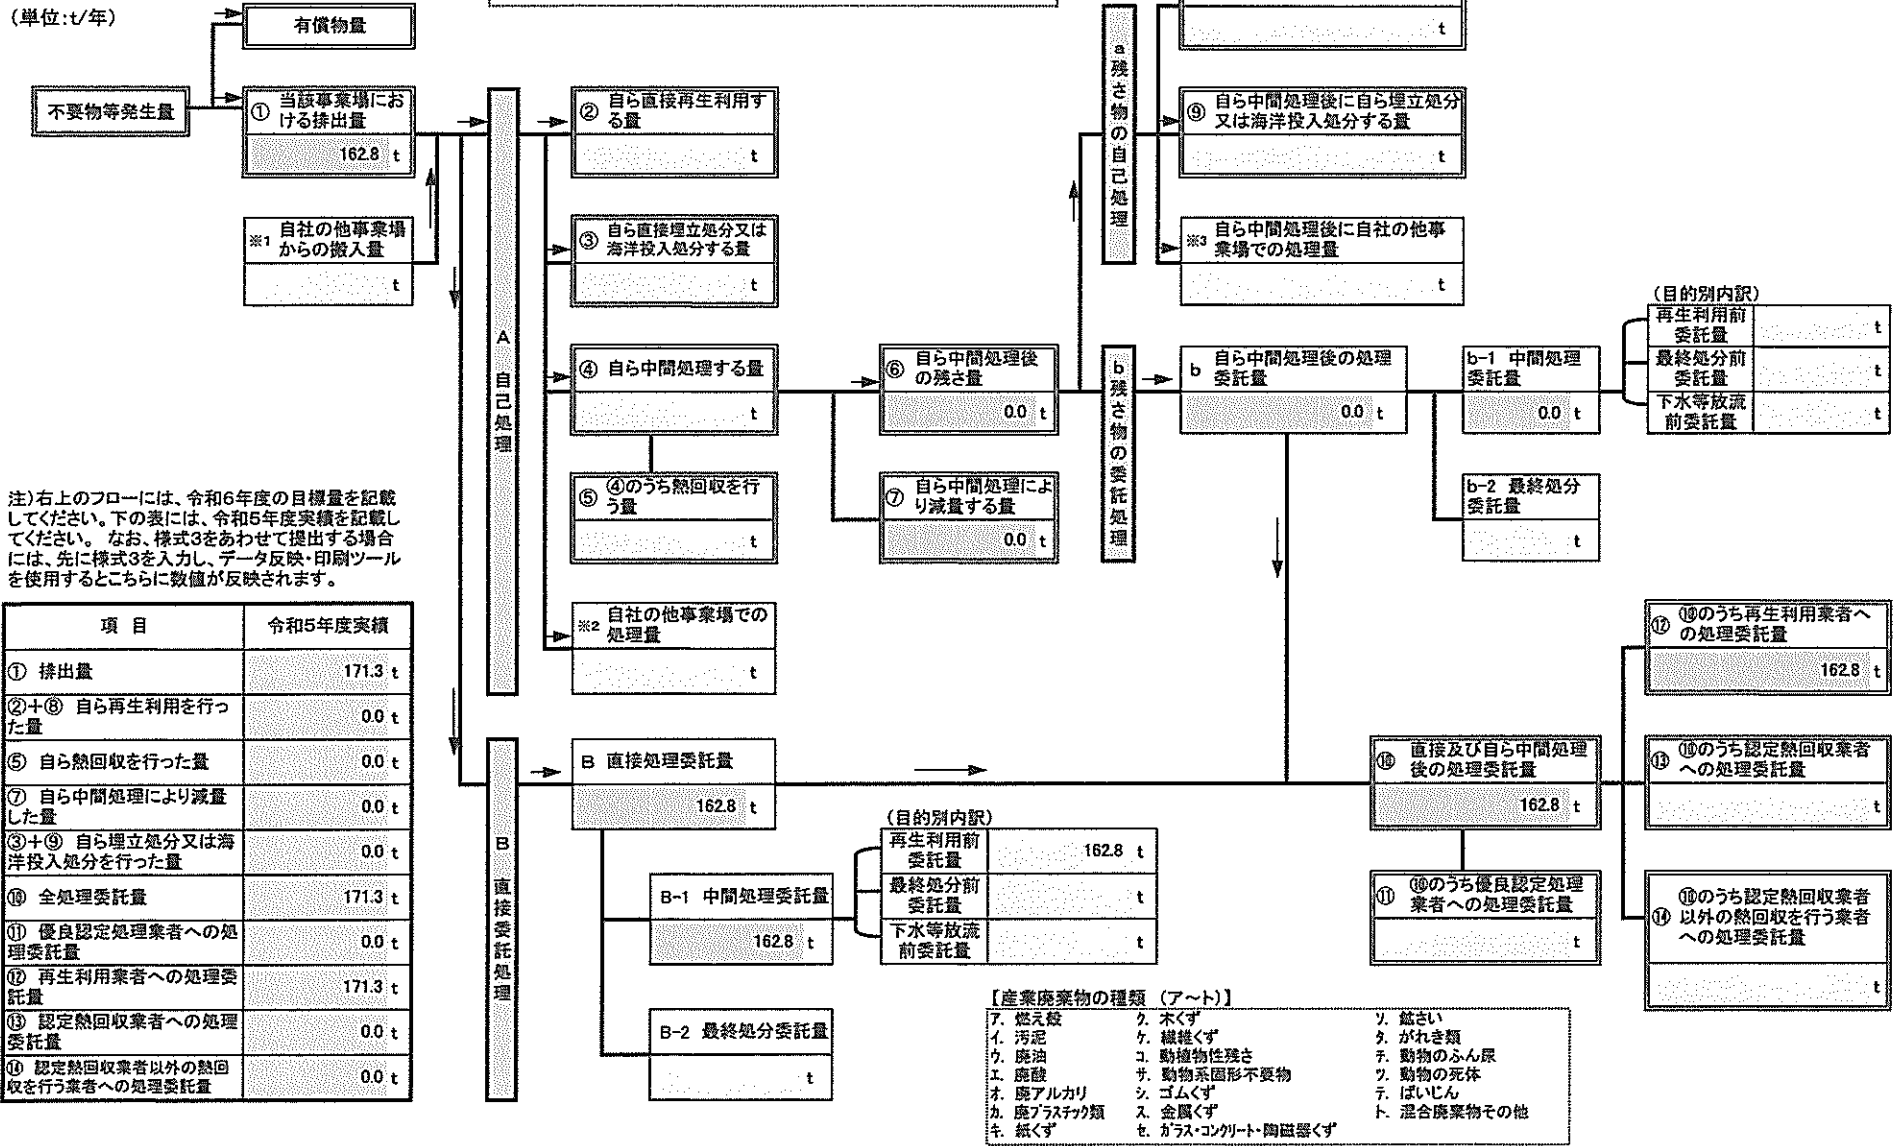 (単位:t/年)
有償物量
不要物等発生量
① 当該事業場にお
ける排出量
162.8 t
※1 自社の他事業場
からの搬入量
t
A 自己処理
② 自ら直接再生利用す
る量
t
③ 自ら直接埋立処分又は
海洋投入処分する量
t
④ 自ら中間処理する量
t
⑤ ④のうち熱回収を行
う量
t
※2 自社の他事業場での
処理量
t
⑥ 自ら中間処理後
の残さ量
0.0 t
⑦ 自ら中間処理によ
り減量する量
0.0 t
a 残さ物の自己処理
t
⑨ 自ら中間処理後に自ら埋立処分
又は海洋投入処分する量
t
※3 自ら中間処理後に自社の他事
業場での処理量
t
b 残さ物の委託処理
b 自ら中間処理後の処理
委託量
0.0 t
b-1 中間処理
委託量
0.0 t
(目的別内訳)
再生利用前
委託量
t
最終処分前
委託量
t
下水等放流
前委託量
t
b-2 最終処分
委託量
t
注)右上のフローには、令和6年度の目標量を記載
してください。下の表には、令和5年度実績を記載し
てください。 なお、様式3をあわせて提出する場合
には、先に様式3を入力し、データ反映・印刷ツール
を使用するとこちらに数値が反映されます。
項 目 令和5年度実績
① 排出量 171.3 t
②+⑧ 自ら再生利用を行っ
た量 0.0 t
⑤ 自ら熱回収を行った量 0.0 t
⑦ 自ら中間処理により減量
した量 0.0 t
③+⑨ 自ら埋立処分又は海
洋投入処分を行った量 0.0 t
⑩ 全処理委託量 171.3 t
⑪ 優良認定処理業者への処
理委託量 0.0 t
⑫ 再生利用業者への処理委
託量 171.3 t
⑬ 認定熱回収業者への処理
委託量 0.0 t
⑭ 認定熱回収業者以外の熱回
収を行う業者への処理委託量 0.0 t
B 直接委託処理
B 直接処理委託量
162.8 t
B-1 中間処理委託量
162.8 t
(目的別内訳)
再生利用前
委託量
162.8 t
最終処分前
委託量
t
下水等放流
前委託量
t
B-2 最終処分委託量
t
⑩ 直接及び自ら中間処理
後の処理委託量
162.8 t
⑪ ⑩のうち優良認定処理
業者への処理委託量
t
⑫ ⑩のうち再生利用業者へ
の処理委託量
162.8 t
⑬ ⑩のうち認定熱回収業者
への処理委託量
t
⑭ ⑩のうち認定熱回収業者
以外の熱回収を行う業者
への処理委託量
t
【産業廃棄物の種類 (ア～ト)】
ア. 燃え殻 ク. 木くず ソ. 鉱さい
イ. 汚泥 ケ. 繊維くず タ. がれき類
ウ. 廃油 コ. 動植物性残さ チ. 動物のふん尿
エ. 廃酸 サ. 動物系固形不要物 ツ. 動物の死体
オ. 廃アルカリ シ. ゴムくず テ. ばいじん
カ. 廃プラスチック類 ス. 金属くず ト. 混合廃棄物その他
キ. 紙くず セ. ガラス・コンクリート・陶磁器くず